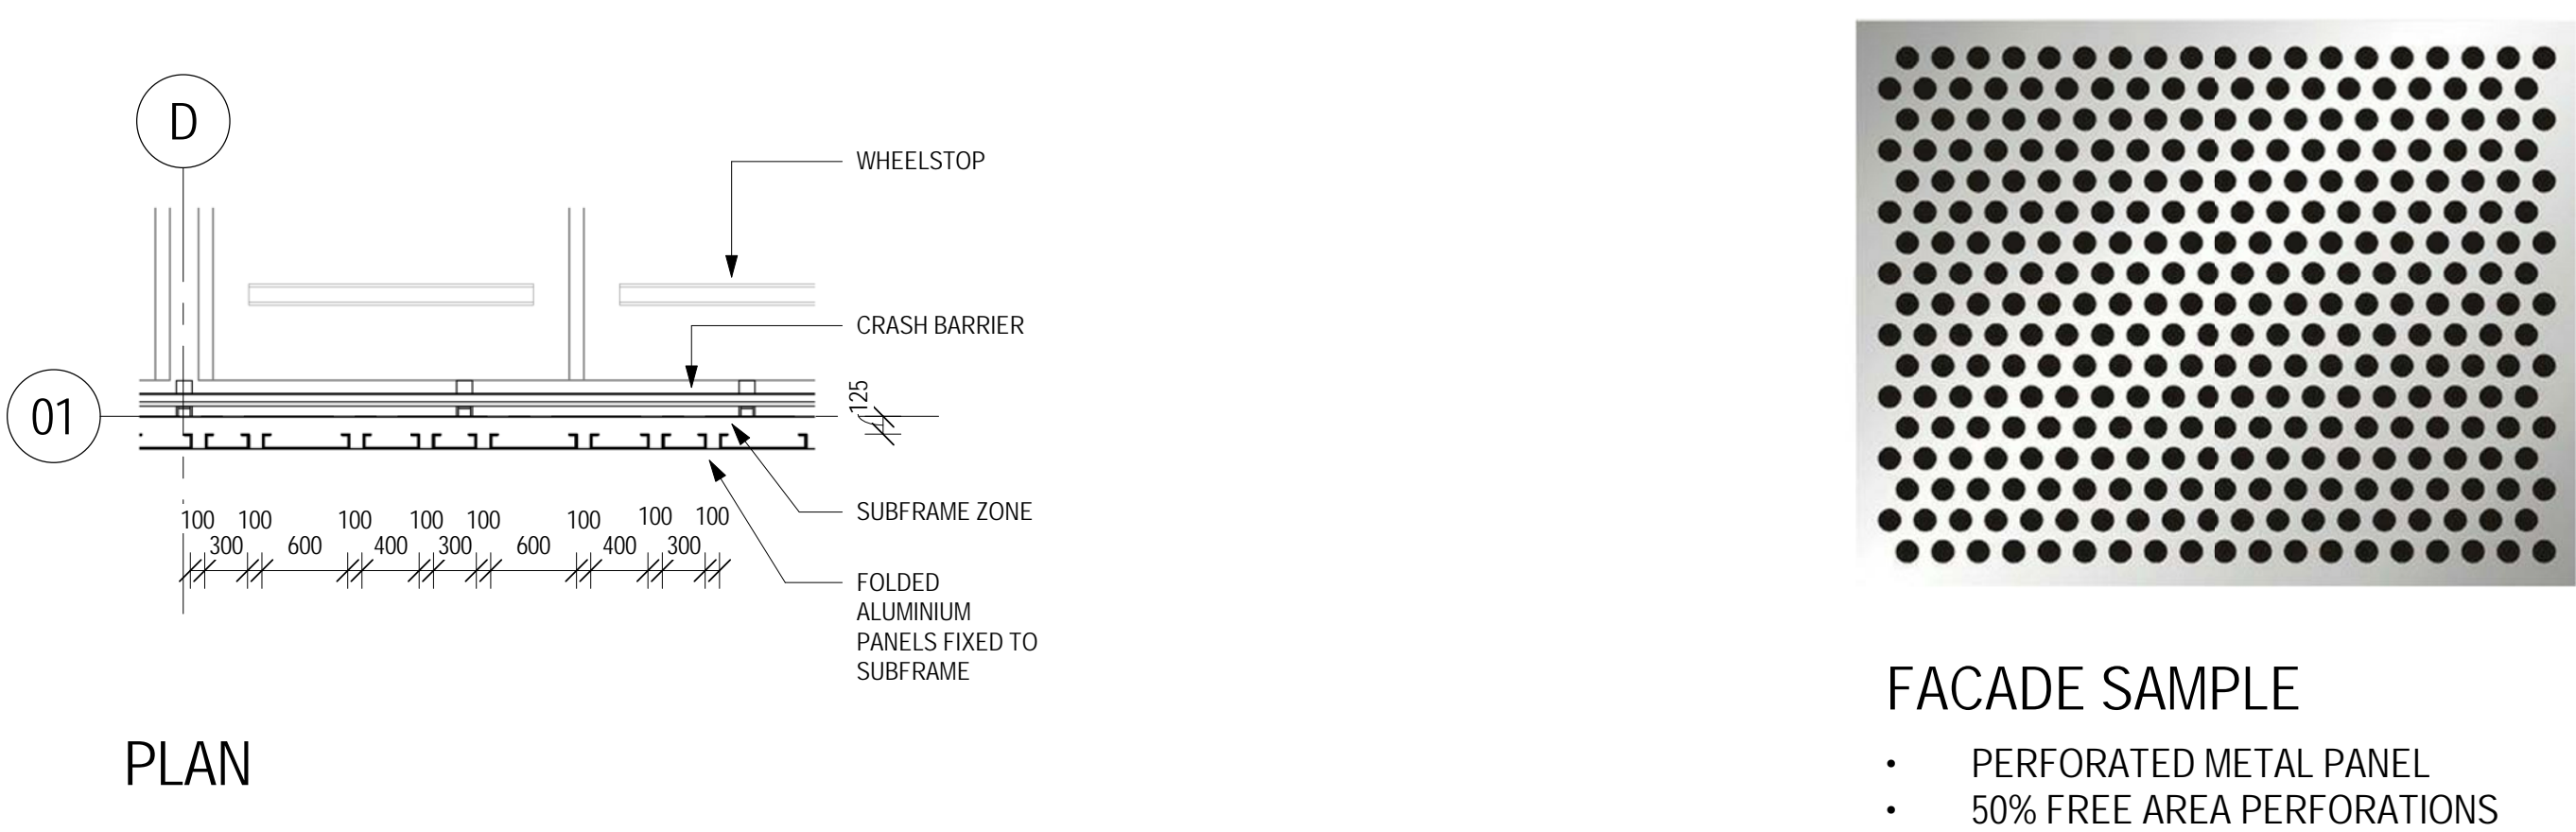 D
WHEELSTOP
CRASH BARRIER
125
01
SUBFRAME ZONE
100 100 100 100 100 100 100 100
300 600 400 300 600 400 300
FOLDED
ALUMINIUM
PANELS FIXED TO
SUBFRAME
PLAN
FACADE SAMPLE
• PERFORATED METAL PANEL
• 50% FREE AREA PERFORATIONS